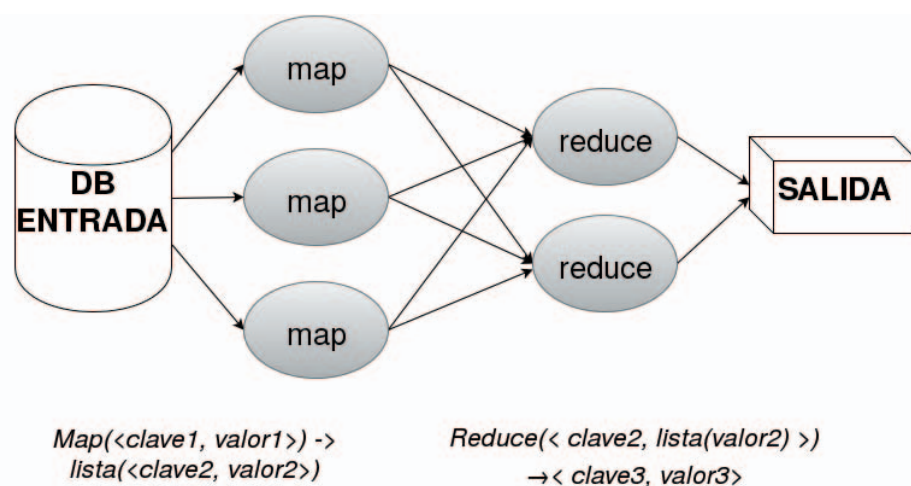 map
map
map
DB
ENTRADA
reduce
reduce
SALIDA
Map(<clave1, valor1>) ->
lista(<clave2, valor2>)
Reduce(< clave2, lista(valor2) >)
→< clave3, valor3>